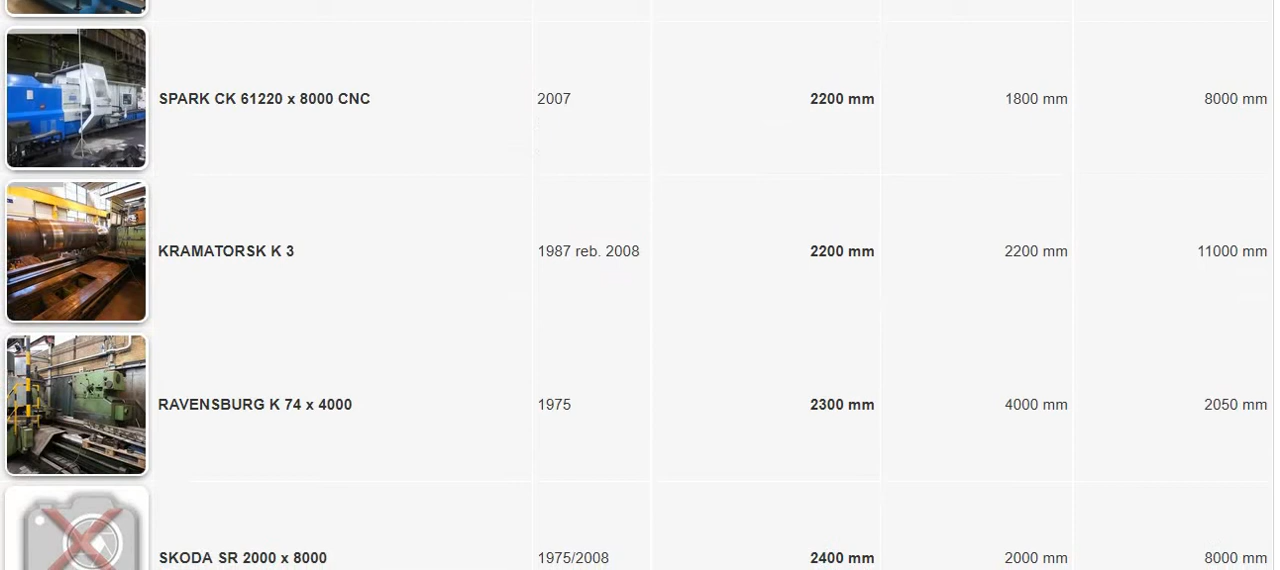 SPARK CK 61220 x 8000 CNC 2007 2200 mm 1800 mm 8000 mm
KRAMATORSK K 3 1987 reb. 2008 2200 mm 2200 mm 11000 mm
RAVENSBURG K 74 x 4000 1975 2300 mm 4000 mm 2050 mm
SKODA SR 2000 x 8000 1975/2008 2400 mm 2000 mm 8000 mm